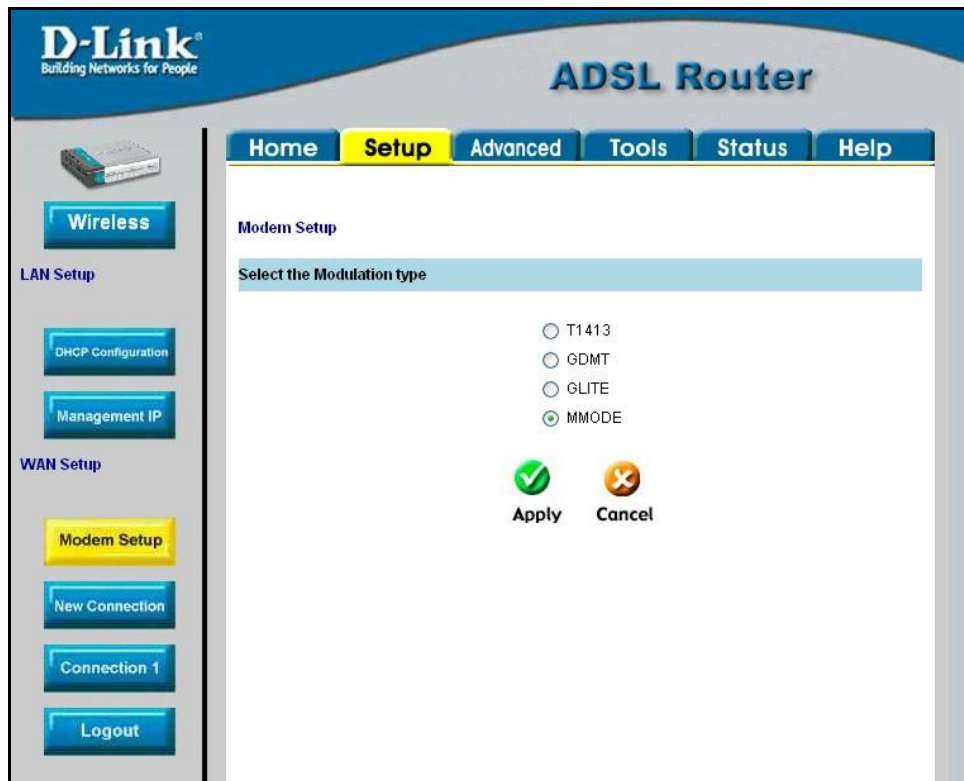 D-Link®
Building Networks for People
ADSL Router
Home Setup Advanced Tools Status Help
Wireless
LAN Setup
DHCP Configuration
Management IP
WAN Setup
Modem Setup
New Connection
Connection 1
Logout
Modem Setup
Select the Modulation type
T1413
GDMT
GLITE
MMODE
Apply Cancel